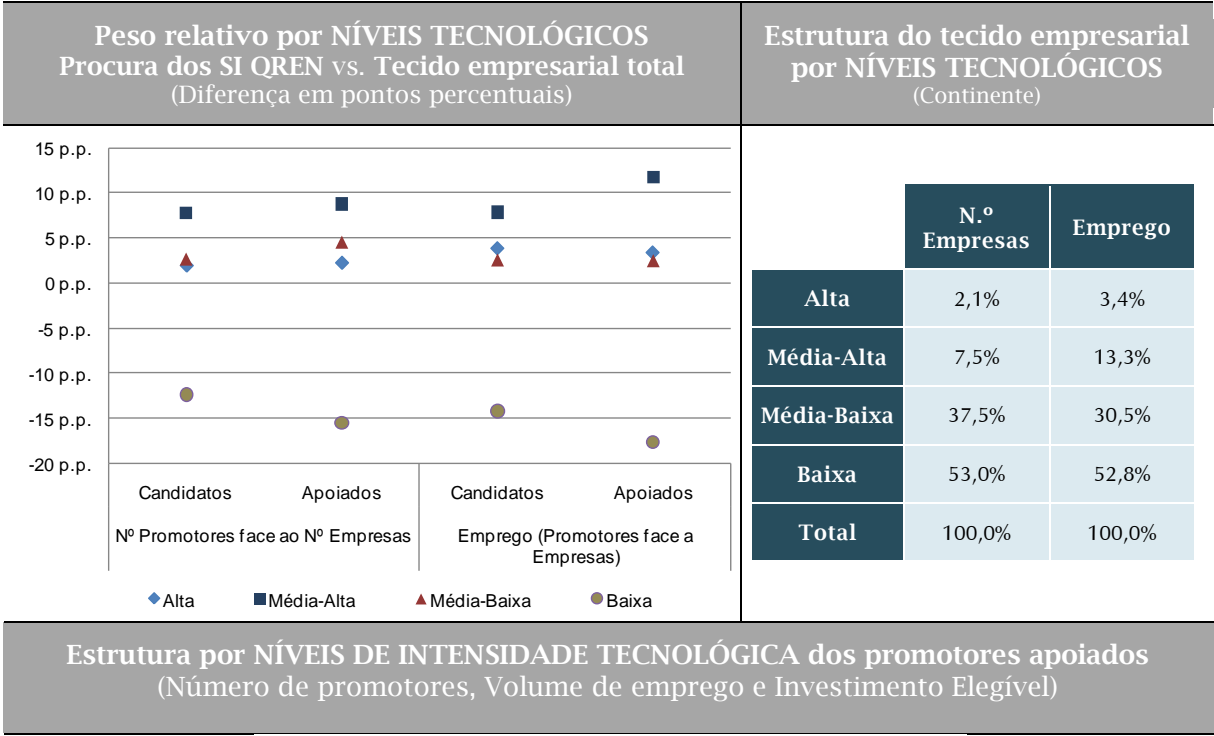 Peso relativo por NÍVEIS TECNOLÓGICOS
Procura dos SI QREN vs. Tecido empresarial total
(Diferença em pontos percentuais)
Estrutura do tecido empresarial
por NÍVEIS TECNOLÓGICOS
(Continente)
15 p.p.
10 p.p.
5 p.p.
0 p.p.
-5 p.p.
-10 p.p.
-15 p.p.
-20 p.p.
Candidatos Apoiados Candidatos Apoiados
Nº Promotores face ao Nº Empresas
Emprego (Promotores face a
Empresas)
Alta Média-Alta Média-Baixa Baixa
N.º
Empresas
Emprego
Alta 2,1% 3,4%
Média-Alta 7,5% 13,3%
Média-Baixa 37,5% 30,5%
Baixa 53,0% 52,8%
Total 100,0% 100,0%
Estrutura por NÍVEIS DE INTENSIDADE TECNOLÓGICA dos promotores apoiados
(Número de promotores, Volume de emprego e Investimento Elegível)